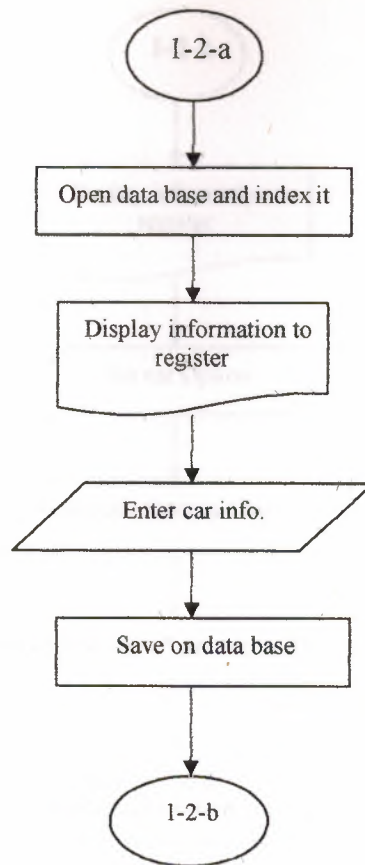 1-2-a
Open data base and index it
Display information to
register
Enter car info.
Save on data base
1-2-b